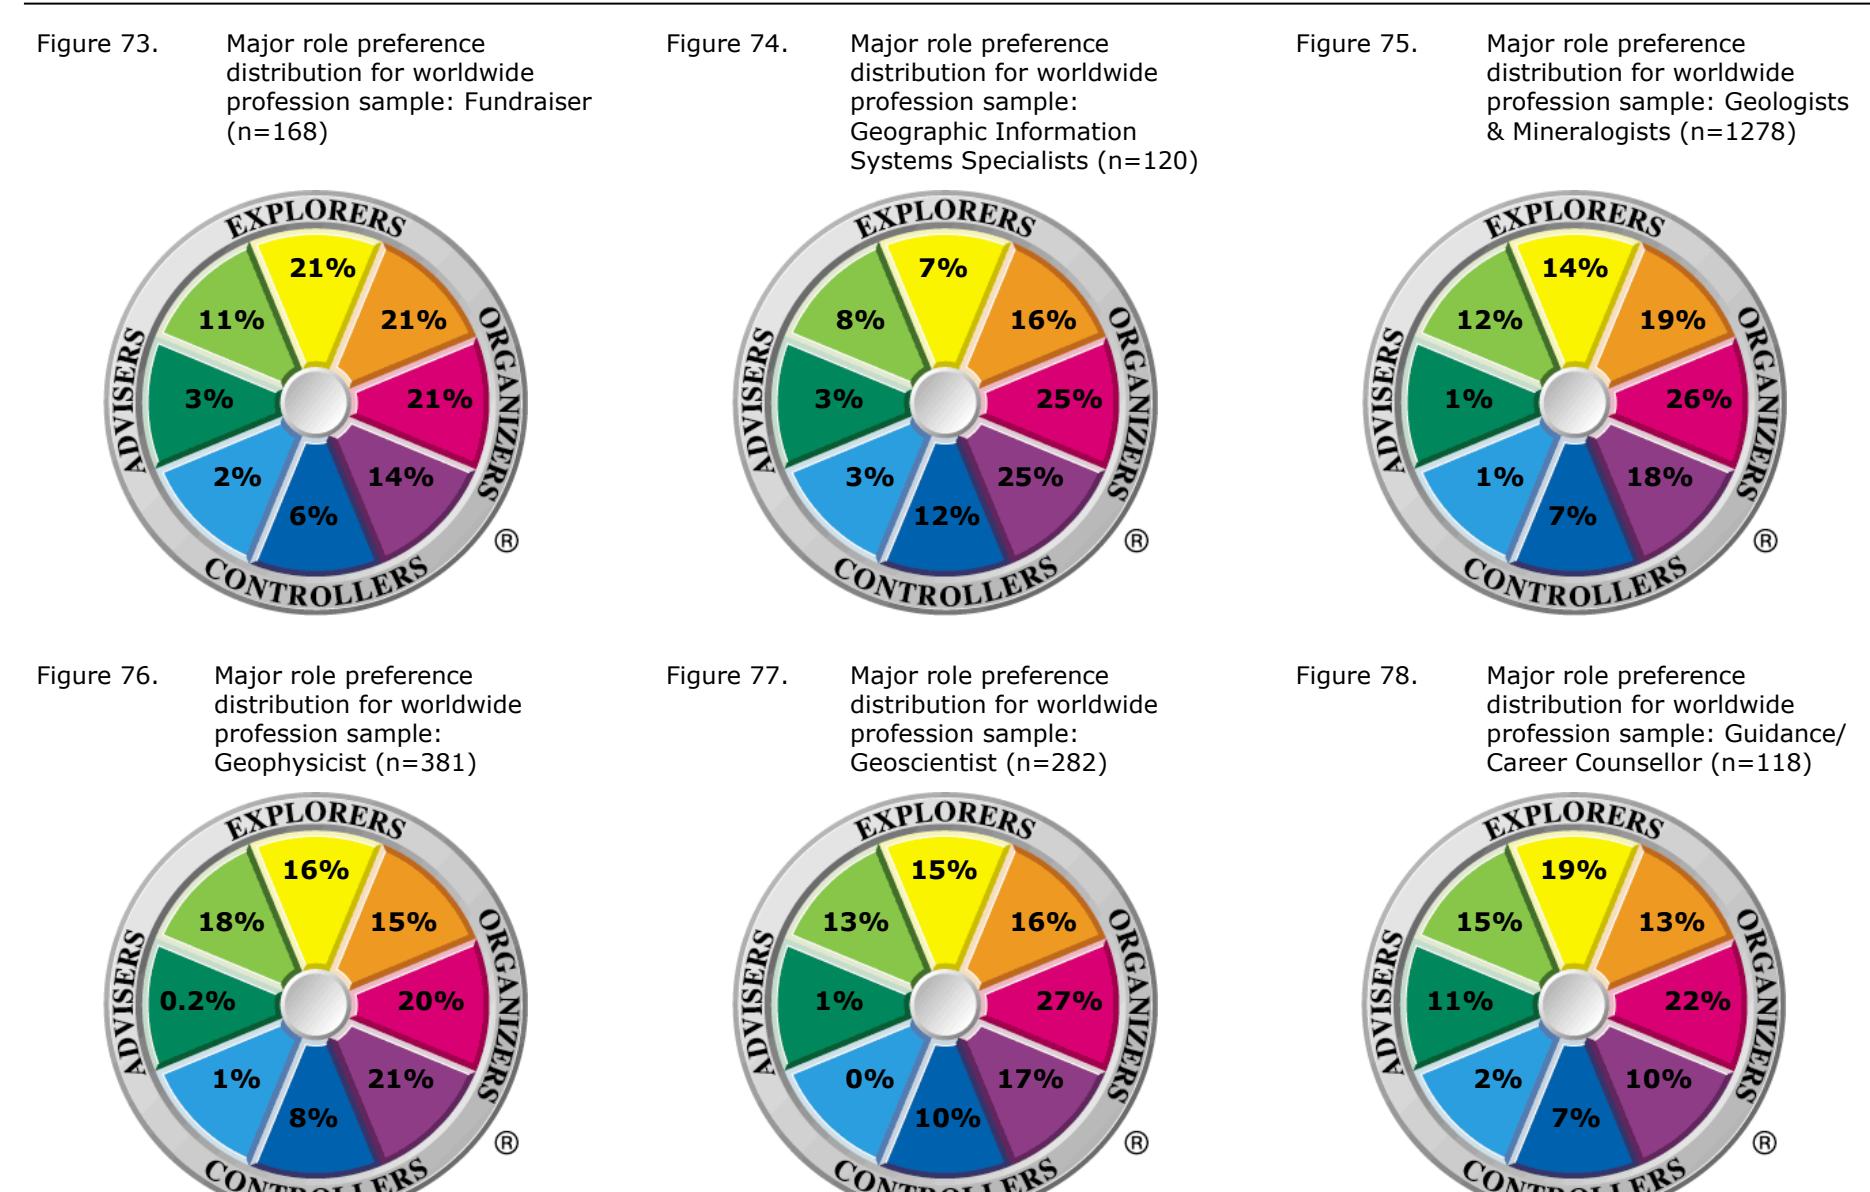 Figure 73.
Major role preference
distribution for worldwide
profession sample: Fundraiser
(n=168)
EXPLORERS
ORGANIZERS
CONTROLLERS
ADVISERS
21%
21%
21%
14%
6%
2%
3%
11%
®
Figure 74.
Major role preference
distribution for worldwide
profession sample:
Geographic Information
Systems Specialists (n=120)
EXPLORERS
ORGANIZERS
CONTROLLERS
ADVISERS
7%
16%
25%
25%
12%
3%
3%
8%
®
Figure 75.
Major role preference
distribution for worldwide
profession sample: Geologists
& Mineralogists (n=1278)
EXPLORERS
ORGANIZERS
CONTROLLERS
ADVISERS
14%
19%
26%
18%
7%
1%
1%
12%
®
Figure 76.
Major role preference
distribution for worldwide
profession sample:
Geophysicist (n=381)
EXPLORERS
ORGANIZERS
CONTROLLERS
ADVISERS
16%
15%
20%
21%
8%
1%
0.2%
18%
®
Figure 77.
Major role preference
distribution for worldwide
profession sample:
Geoscientist (n=282)
EXPLORERS
ORGANIZERS
CONTROLLERS
ADVISERS
15%
16%
27%
17%
10%
0%
1%
13%
®
Figure 78.
Major role preference
distribution for worldwide
profession sample: Guidance/
Career Counsellor (n=118)
EXPLORERS
ORGANIZERS
CONTROLLERS
ADVISERS
19%
13%
22%
10%
7%
2%
11%
15%
®